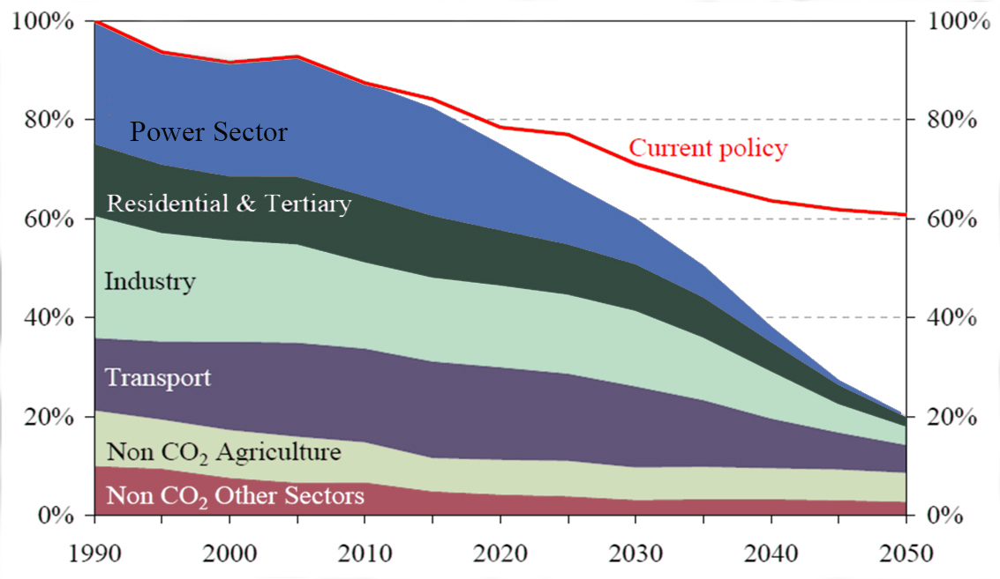 100%
100%
80%
80%
60%
60%
40%
40%
20%
20%
0%
0%
Power Sector
Current policy
Residential & Tertiary
Industry
Transport
Non CO₂ Agriculture
Non CO₂ Other Sectors
1990 2000 2010 2020 2030 2040 2050